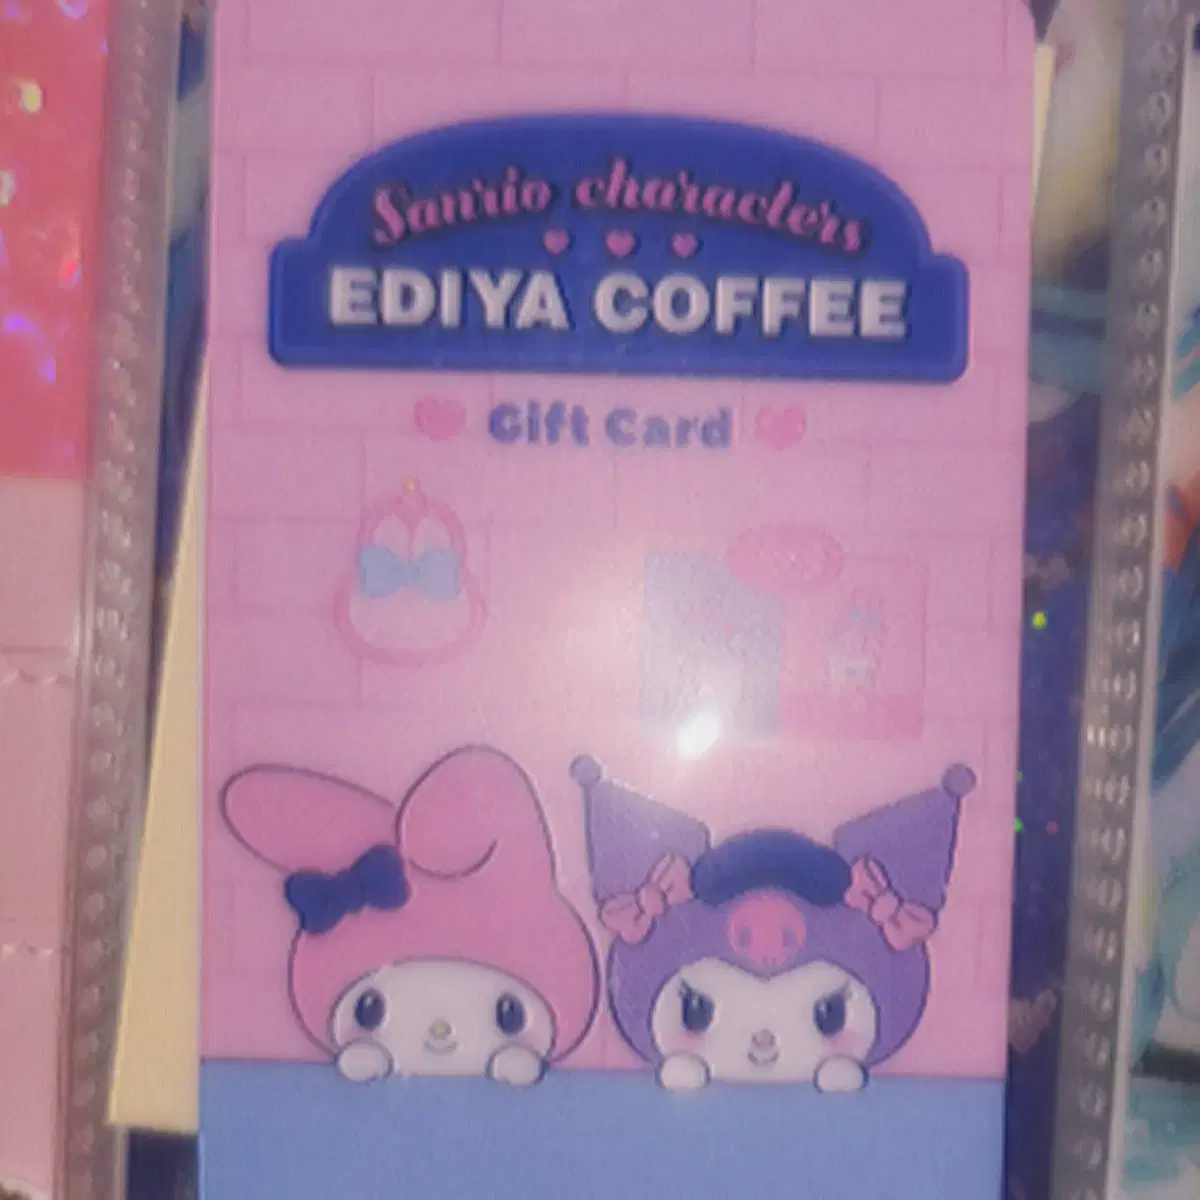 Sanrio characters
EDIYA COFFEE
Gift Card